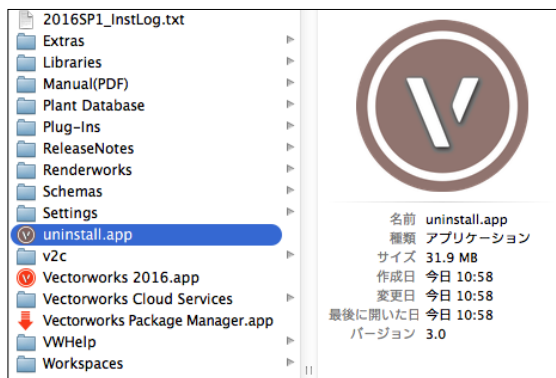 2016SP1_InstLog.txt
Extras
Libraries
Manual(PDF)
Plant Database
Plug-Ins
ReleaseNotes
Renderworks
Schemas
Settings
uninstall.app
v2c
Vectorworks 2016.app
Vectorworks Cloud Services
Vectorworks Package Manager.app
VWHelp
Workspaces
名前 uninstall.app
種類 アプリケーション
サイズ 31.9 MB
作成日 今日 10:58
変更日 今日 10:58
最後に開いた日 今日 10:58
バージョン 3.0